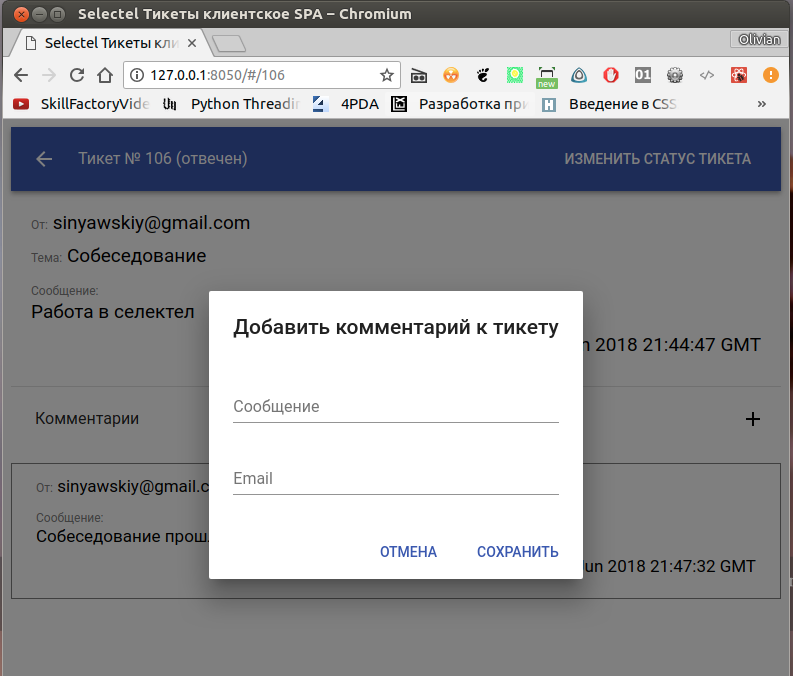 Selectel Тикеты клиентское SPA – Chromium
Selectel Тикеты кли
Olivian
127.0.0.1:8050/#/106
new
01
SkillFactoryVide
Python Threadi
4PDA
Разработка при
H
Введение в CSS
»
Тикет № 106 (отвечен)
ИЗМЕНИТЬ СТАТУС ТИКЕТА
От: sinyawskiy@gmail.com
Тема: Собеседование
Сообщение:
Работа в селектел
n 2018 21:44:47 GMT
Добавить комментарий к тикету
Сообщение
Email
ОТМЕНА
СОХРАНИТЬ
Комментарии
От: sinyawskiy@gmail.c
Сообщение:
Собеседование прош
un 2018 21:47:32 GMT